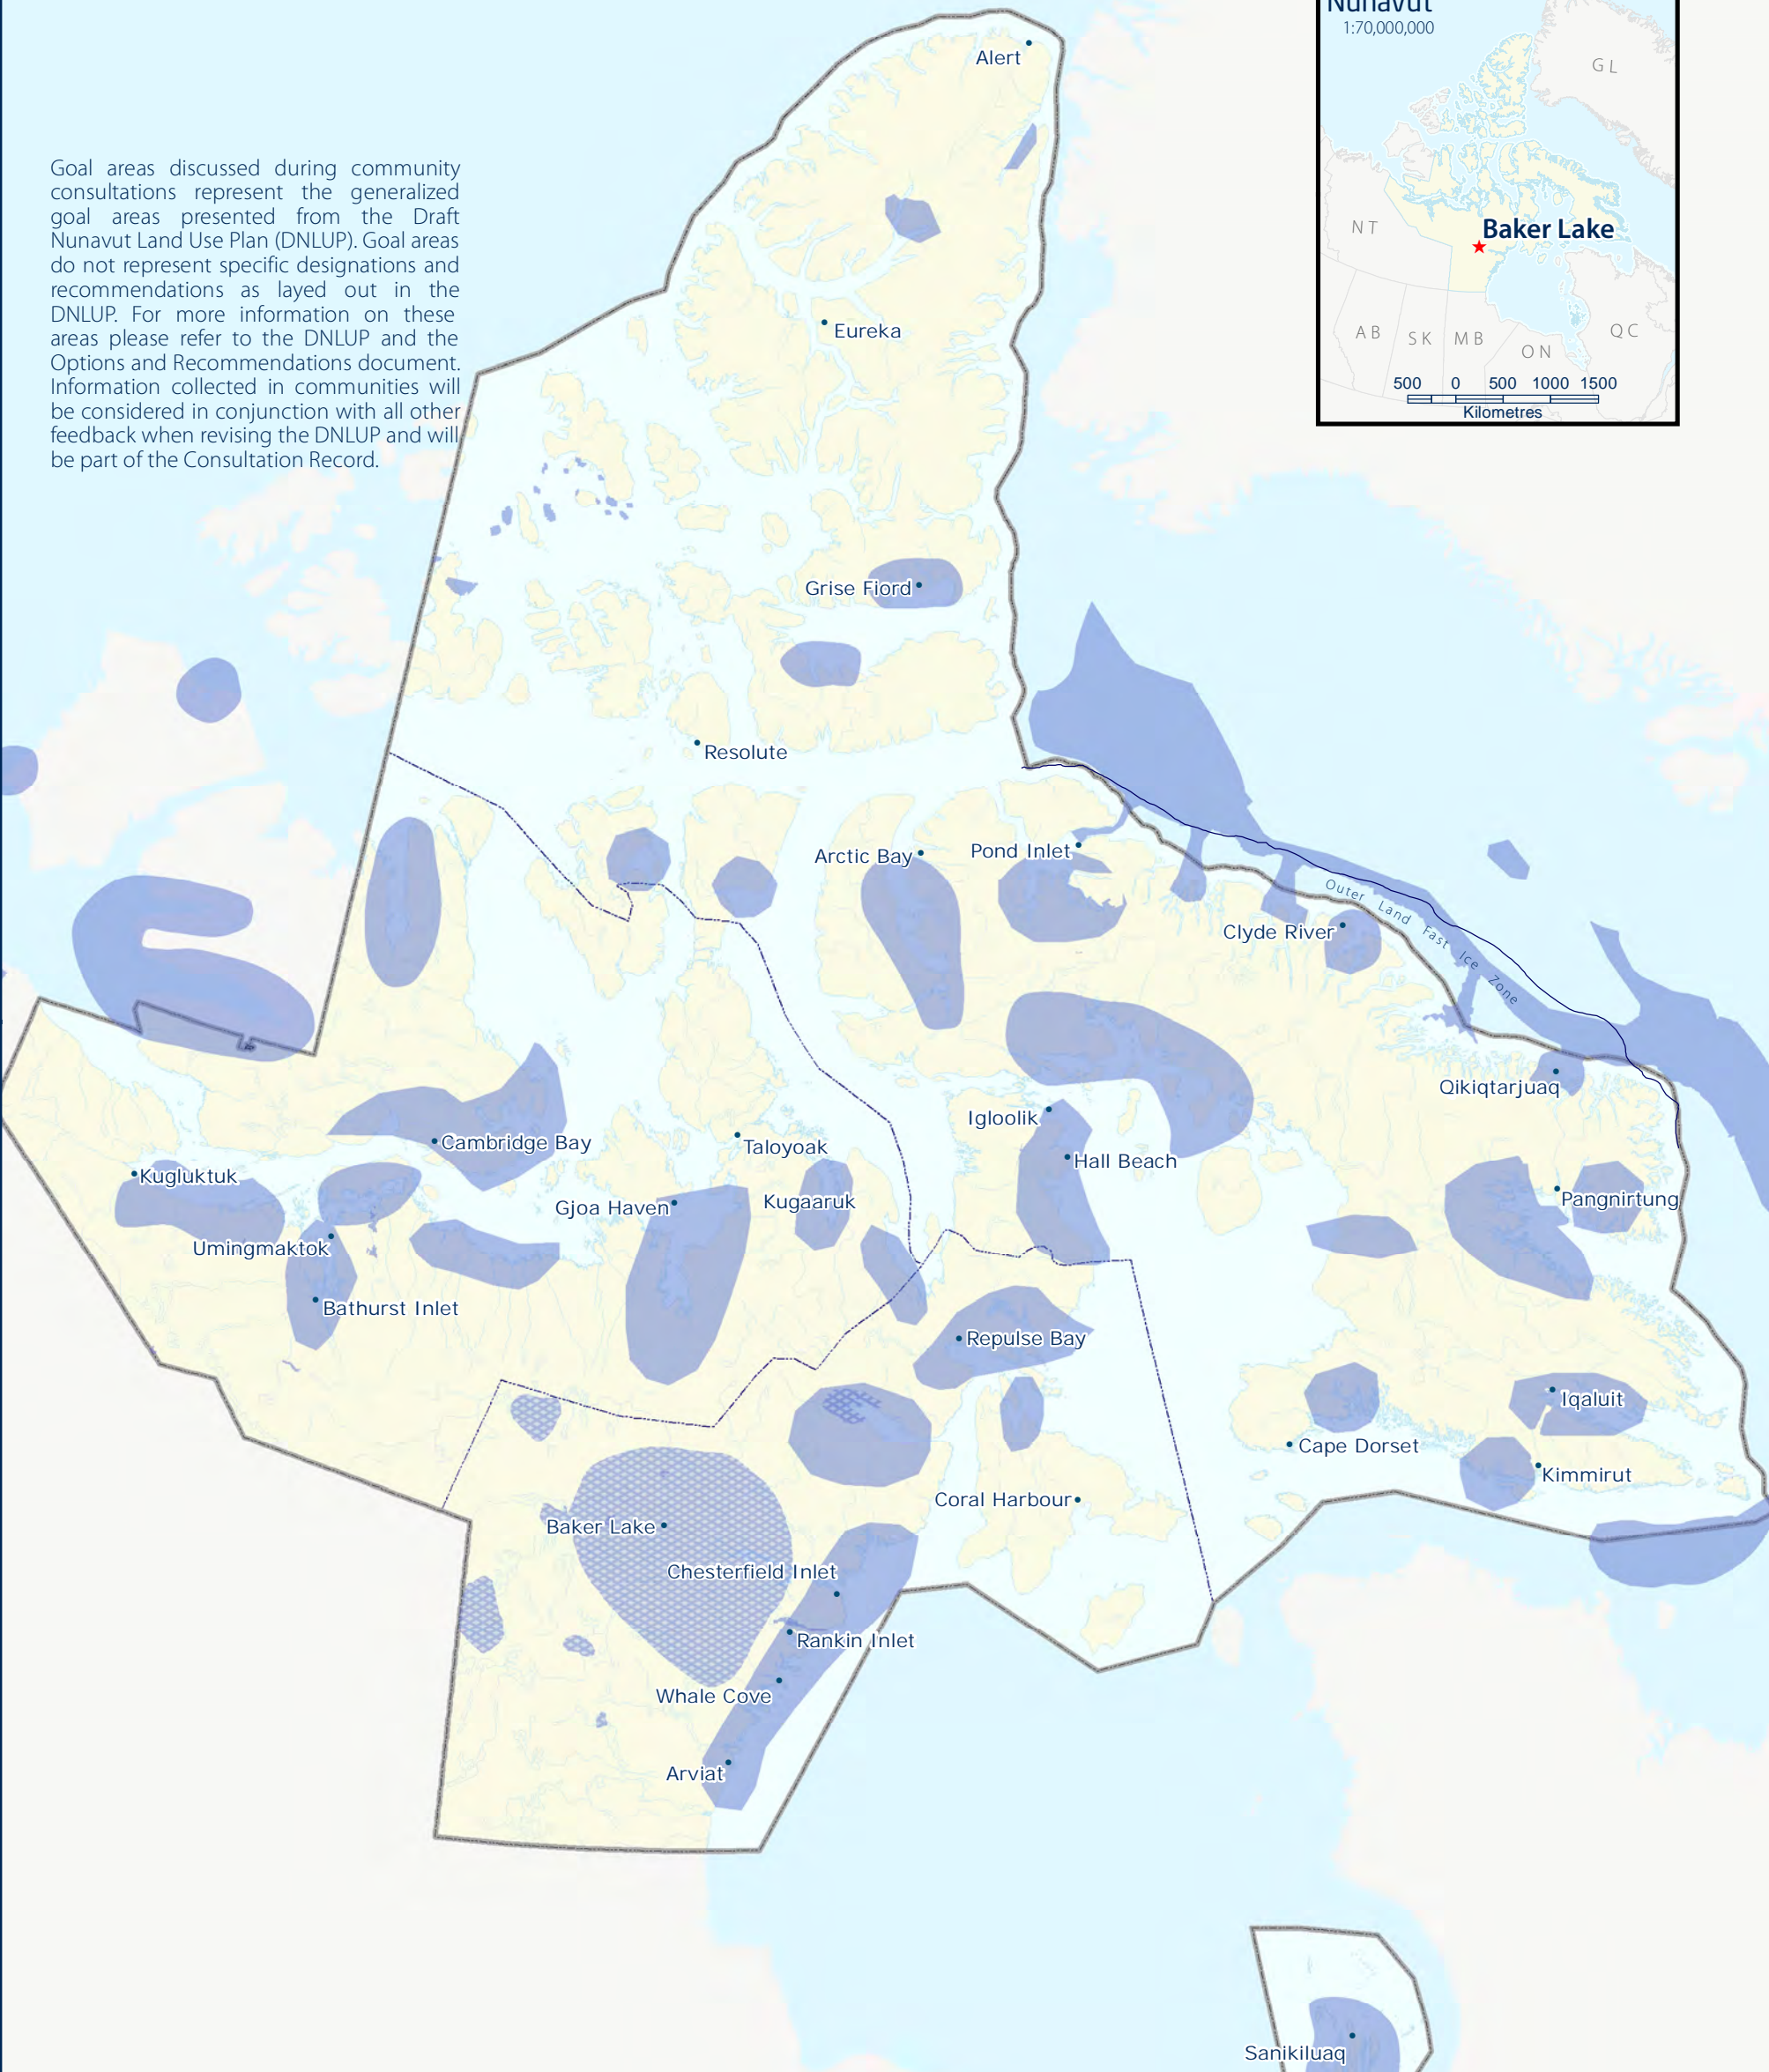 Nunavut
1:70,000,000
GL
NT
Baker Lake
AB
SK
MB
ON
QC
500 0 500 1000 1500
Kilometres
Goal areas discussed during community
consultations represent the generalized
goal areas presented from the Draft
Nunavut Land Use Plan (DNLUP). Goal areas
do not represent specific designations and
recommendations as layed out in the
DNLUP. For more information on these
areas please refer to the DNLUP and the
Options and Recommendations document.
Information collected in communities will
be considered in conjunction with all other
feedback when revising the DNLUP and will
be part of the Consultation Record.
Alert
Eureka
Grise Fiord
Resolute
Arctic Bay
Pond Inlet
Outer Land Fast Ice Zone
Clyde River
Qikiqtarjuaq
Igloolik
Cambridge Bay
Taloyoak
Hall Beach
Kugluktuk
Gjoa Haven
Kugaaruk
Pangnirtung
Umingmaktok
Bathurst Inlet
Repulse Bay
Iqaluit
Cape Dorset
Kimmirut
Coral Harbour
Baker Lake
Chesterfield Inlet
Rankin Inlet
Whale Cove
Arviat
Sanikiluaq